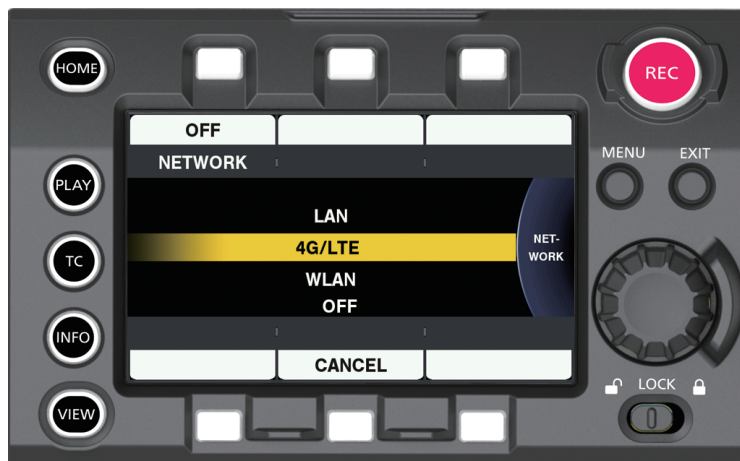 HOME
REC
OFF
NETWORK
MENU EXIT
PLAY
LAN
4G/LTE
NET-
WORK
TC
WLAN
OFF
INFO
CANCEL
LOCK
VIEW